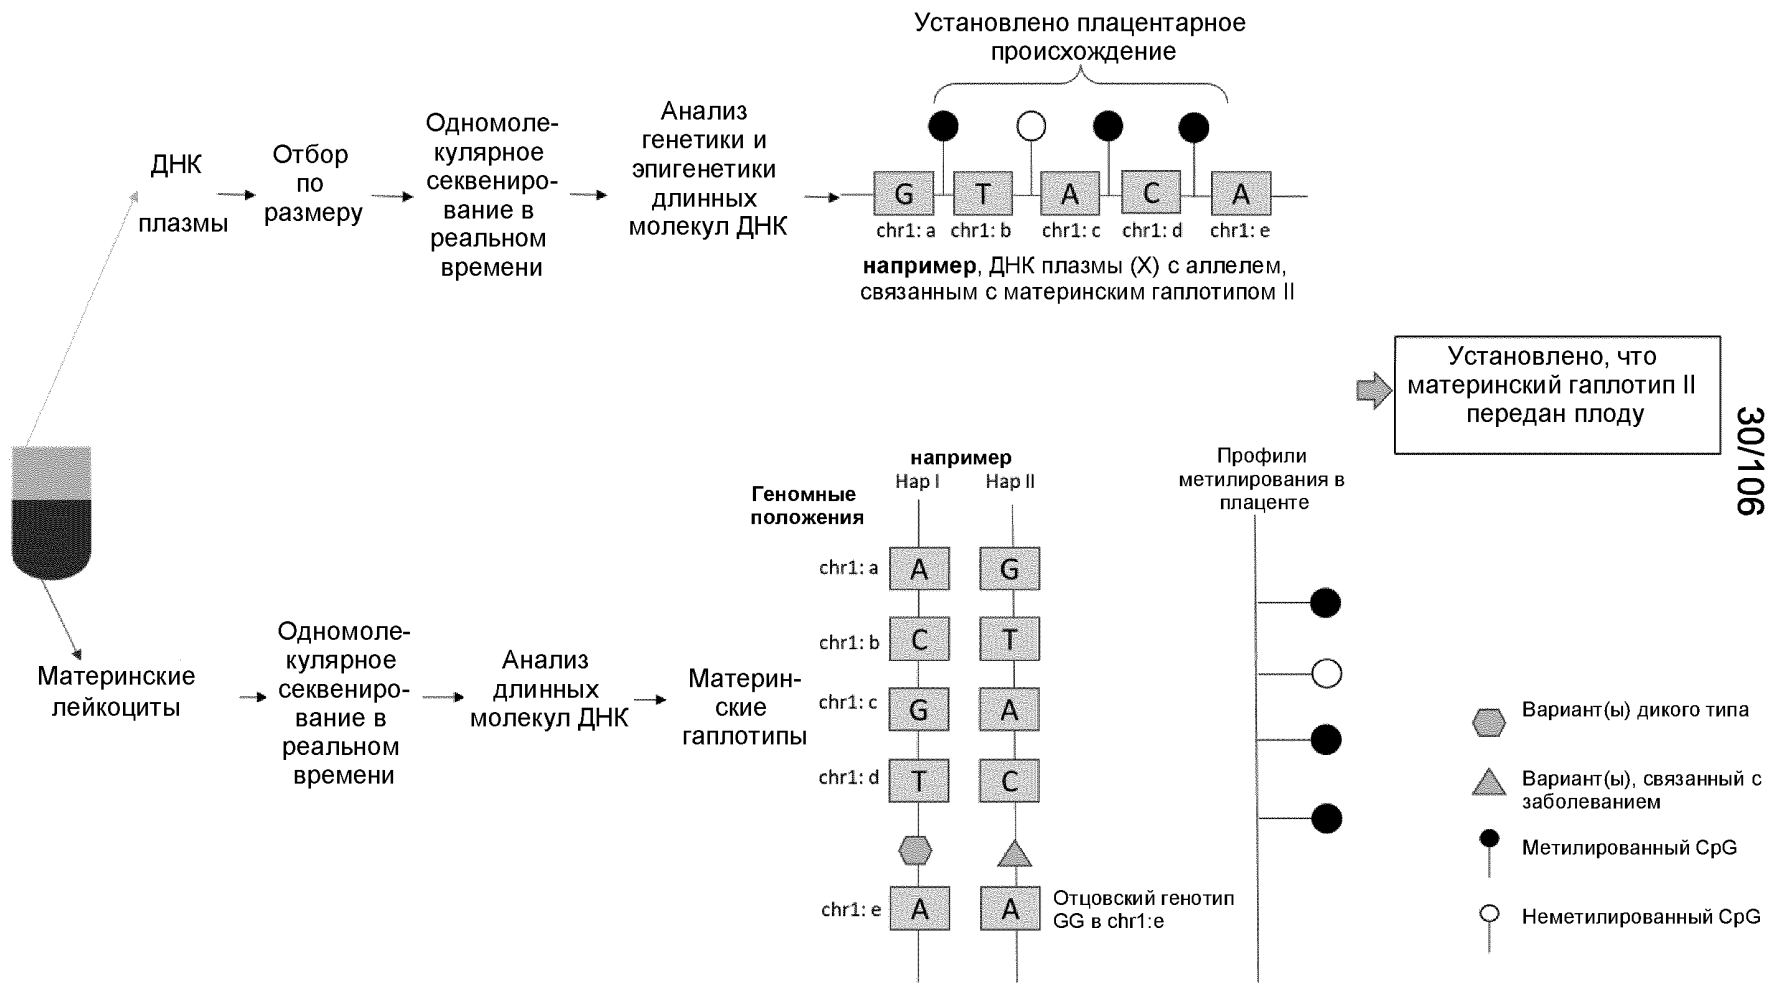 Установлено плацентарное
происхождение
ДНК
плазмы
Отбор
по
размеру
Одномоле-
кулярное
секвениро-
вание в
реальном
времени
Анализ
генетики и
эпигенетики
длинных
молекул ДНК
G T A C A
chr1: a chr1: b chr1: c chr1: d chr1: e
например, ДНК плазмы (X) с аллелем,
связанным с материнским гаплотипом II
Установлено, что
материнский гаплотип II
передан плоду
30/106
Материнские
лейкоциты
Одномоле-
кулярное
секвениро-
вание в
реальном
времени
Анализ
длинных
молекул ДНК
Материн-
ские
гаплотипы
например
Hap I Hap II
Геномные
положения
chr1: a A G
chr1: b C T
chr1: c G A
chr1: d T C
chr1: e A A
Отцовский генотип
GG в chr1:e
Профили
метилирования в
плаценте
Вариант(ы) дикого типа
Вариант(ы), связанный с
заболеванием
Метилированный CpG
Неметилированный CpG